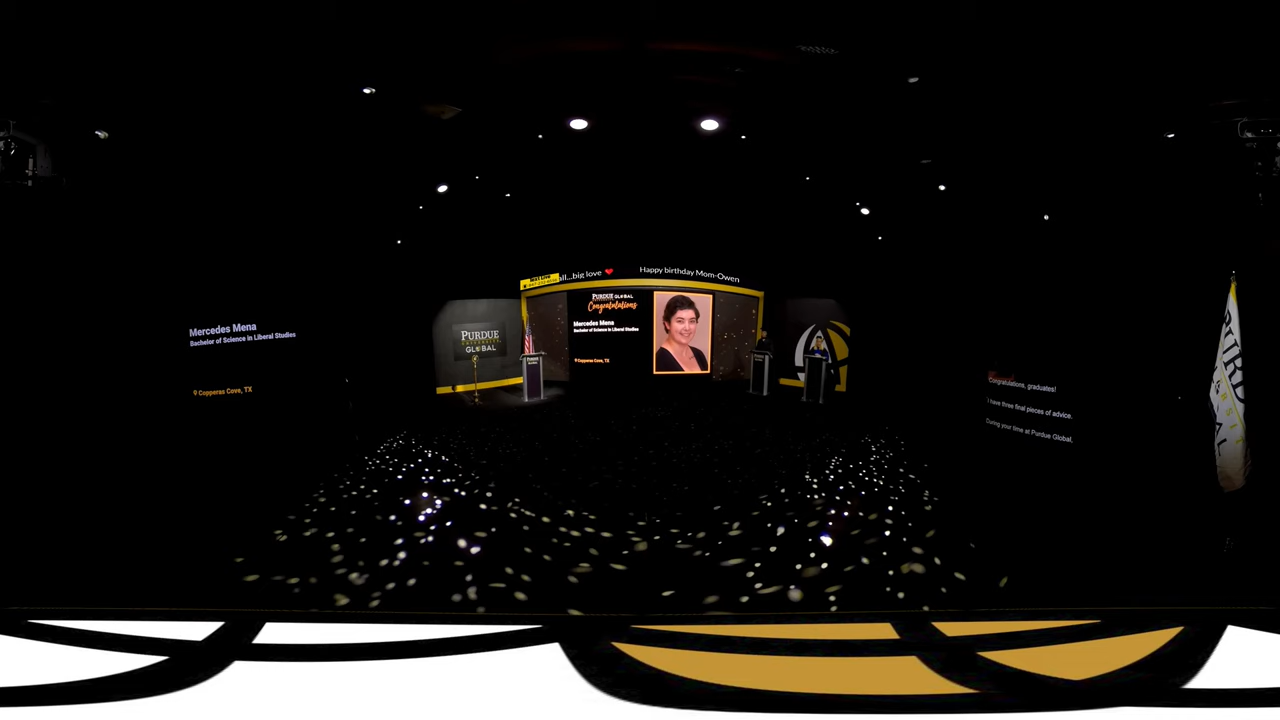 all...big love ❤
Happy birthday Mom-Owen
Mercedes Mena
Bachelor of Science in Liberal Studies
Copperas Cove, TX
PURDUE
UNIVERSITY
GLOBAL
PURDUE GLOBAL
Congratulations
Mercedes Mena
Bachelor of Science in Liberal Studies
Copperas Cove, TX
Congratulations, graduates!
I have three final pieces of advice.
During your time at Purdue Global,